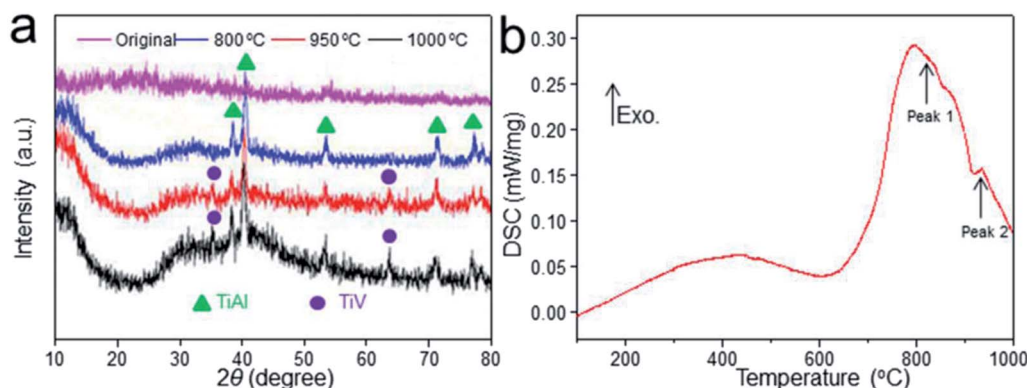 a
Original
800 ºC
950 ºC
1000 ºC
Intensity (a.u.)
TiAl
TiV
10 20 30 40 50 60 70 80
2θ (degree)
b
0.30
0.25
0.20
0.15
0.10
0.05
0.00
Exo.
Peak 1
Peak 2
DSC (mW/mg)
200 400 600 800 1000
Temperature (ºC)